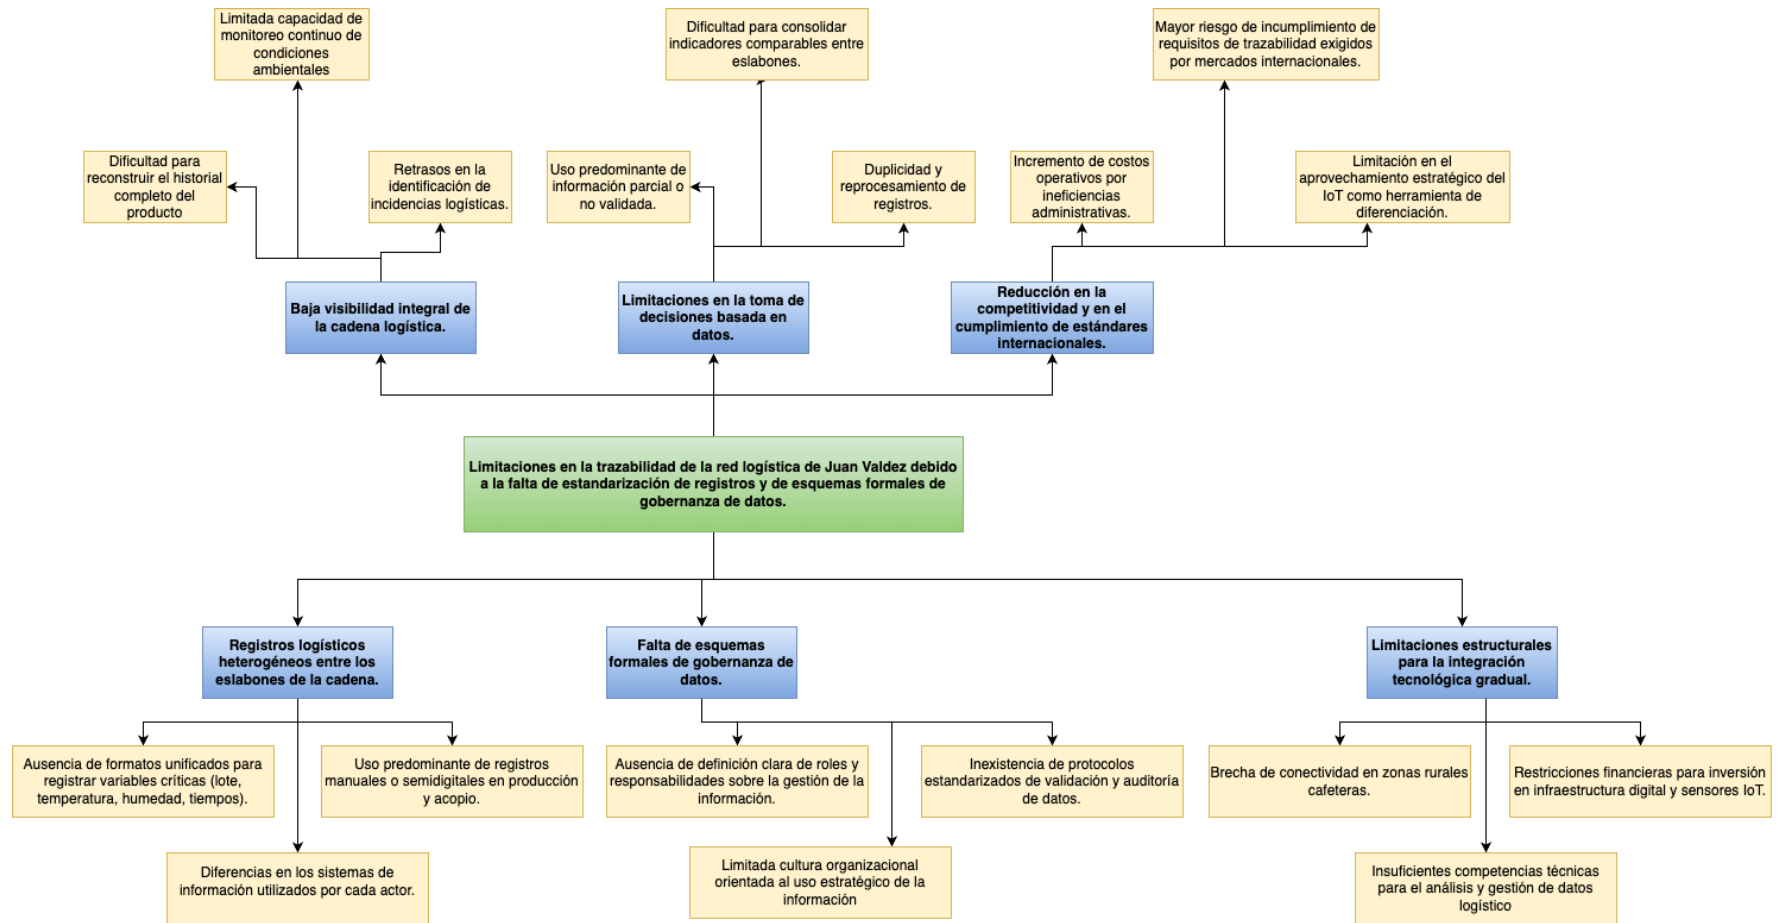 Limitada capacidad de
monitoreo continuo de
condiciones
ambientales
Dificultad para consolidar
indicadores comparables entre
eslabones.
Mayor riesgo de incumplimiento de
requisitos de trazabilidad exigidos
por mercados internacionales.
Dificultad para
reconstruir el historial
completo del
producto
Retrasos en la
identificación de
incidencias logísticas.
Uso predominante de
información parcial o
no validada.
Duplicidad y
reprocesamiento de
registros.
Incremento de costos
operativos por
ineficiencias
administrativas.
Limitación en el
aprovechamiento estratégico del
IoT como herramienta de
diferenciación.
Baja visibilidad integral de
la cadena logística.
Limitaciones en la toma de
decisiones basada en
datos.
Reducción en la
competitividad y en el
cumplimiento de estándares
internacionales.
Limitaciones en la trazabilidad de la red logística de Juan Valdez debido
a la falta de estandarización de registros y de esquemas formales de
gobernanza de datos.
Registros logísticos
heterogéneos entre los
eslabones de la cadena.
Falta de esquemas
formales de gobernanza de
datos.
Limitaciones estructurales
para la integración
tecnológica gradual.
Ausencia de formatos unificados para
registrar variables críticas (lote,
temperatura, humedad, tiempos).
Uso predominante de registros
manuales o semidigitales en producción
y acopio.
Ausencia de definición clara de roles y
responsabilidades sobre la gestión de la
información.
Inexistencia de protocolos
estandarizados de validación y auditoría
de datos.
Brecha de conectividad en zonas rurales
cafeteras.
Restricciones financieras para inversión
en infraestructura digital y sensores IoT.
Diferencias en los sistemas de
información utilizados por cada actor.
Limitada cultura organizacional
orientada al uso estratégico de la
información
Insuficientes competencias técnicas
para el análisis y gestión de datos
logístico